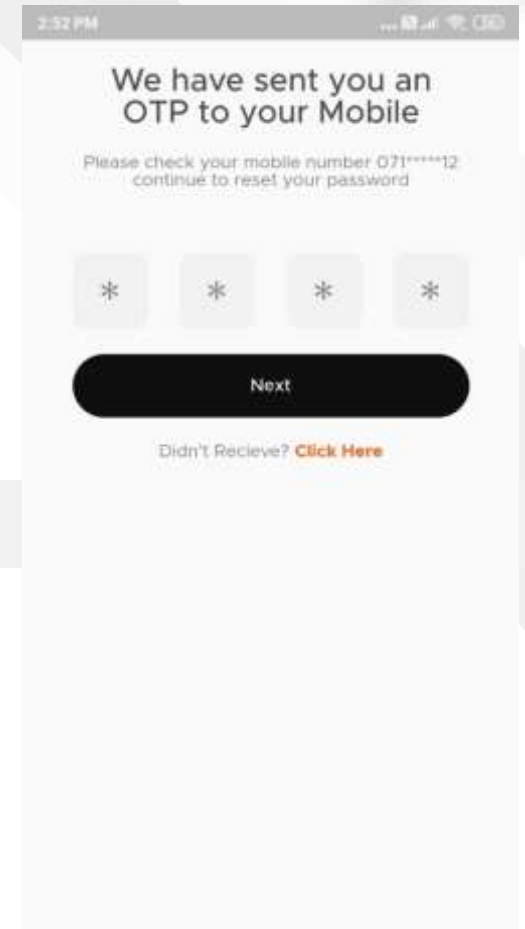 2:52 PM
We have sent you an
OTP to your Mobile
Please check your mobile number 071*****12
continue to reset your password
* * * *
Next
Didn't Recieve? Click Here